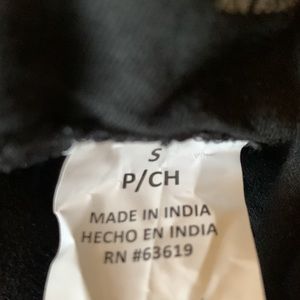 S
P/CH
MADE IN INDIA
HECHO EN INDIA
RN #63619